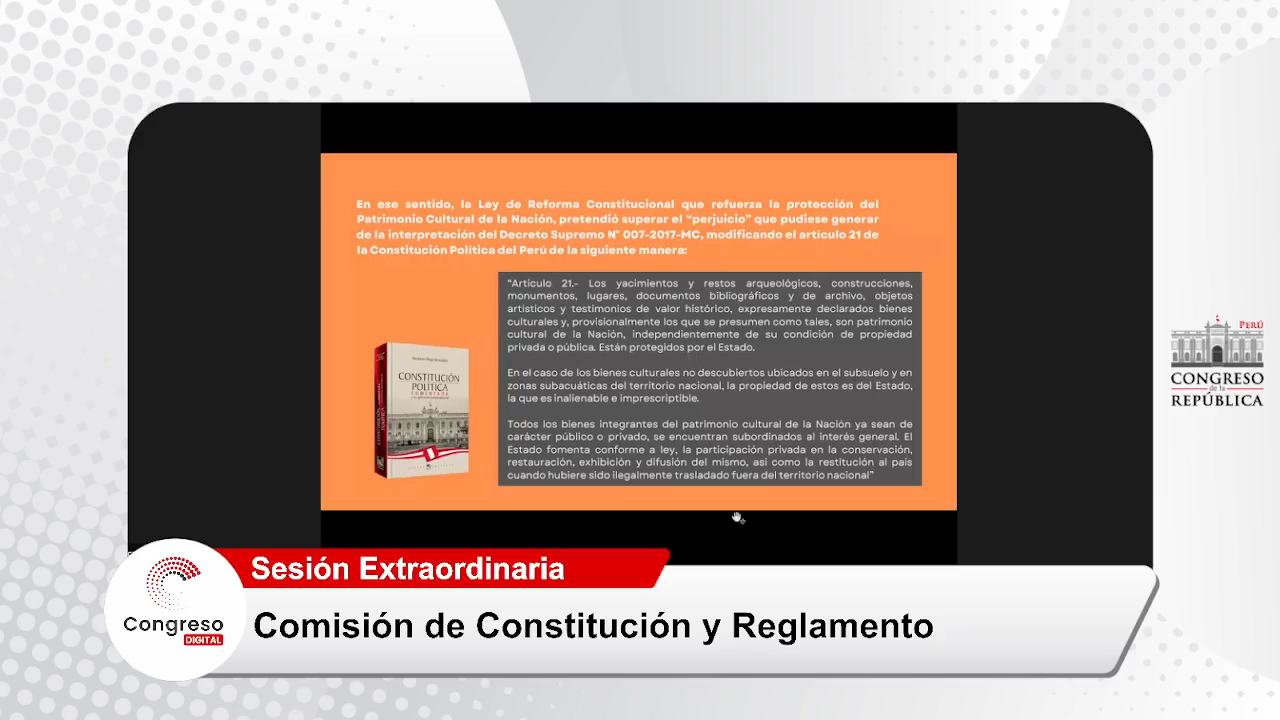 En ese sentido, la Ley de Reforma Constitucional que refuerza la protección del
Patrimonio Cultural de la Nación, pretendió superar el "perjuicio" que pudiese generar
de la interpretación del Decreto Supremo N° 007-2017-MC, modificando el artículo 21 de
la Constitución Política del Perú de la siguiente manera:
"Artículo 21.- Los yacimientos y restos arqueológicos, construcciones,
monumentos, lugares, documentos bibliográficos y de archivo, objetos
artísticos y testimonios de valor histórico, expresamente declarados bienes
culturales y, provisionalmente los que se presumen como tales, son patrimonio
cultural de la Nación, independientemente de su condición de propiedad
privada o pública. Están protegidos por el Estado.
En el caso de los bienes culturales no descubiertos ubicados en el subsuelo y en
zonas subacuáticas del territorio nacional, la propiedad de estos es del Estado,
la que es inalienable e imprescriptible.
Todos los bienes integrantes del patrimonio cultural de la Nación ya sean de
carácter público o privado, se encuentran subordinados al interés general. El
Estado fomenta conforme a ley, la participación privada en la conservación,
restauración, exhibición y difusión del mismo, así como la restitución al país
cuando hubiere sido ilegalmente trasladado fuera del territorio nacional"
CONSTITUCIÓN
POLÍTICA
COMENTADA
PERÚ
CONGRESO
de la
REPÚBLICA
Sesión Extraordinaria
Congreso
DIGITAL
Comisión de Constitución y Reglamento